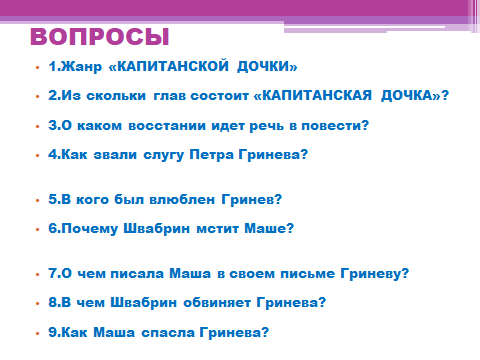 ВОПРОСЫ
• 1.Жанр «КАПИТАНСКОЙ ДОЧКИ»
• 2.Из скольки глав состоит «КАПИТАНСКАЯ ДОЧКА»?
• 3.О каком восстании идет речь в повести?
• 4.Как звали слугу Петра Гринева?
• 5.В кого был влюблен Гринев?
• 6.Почему Швабрин мстит Маше?
• 7.О чем писала Маша в своем письме Гриневу?
• 8.В чем Швабрин обвиняет Гринева?
• 9.Как Маша спасла Гринева?